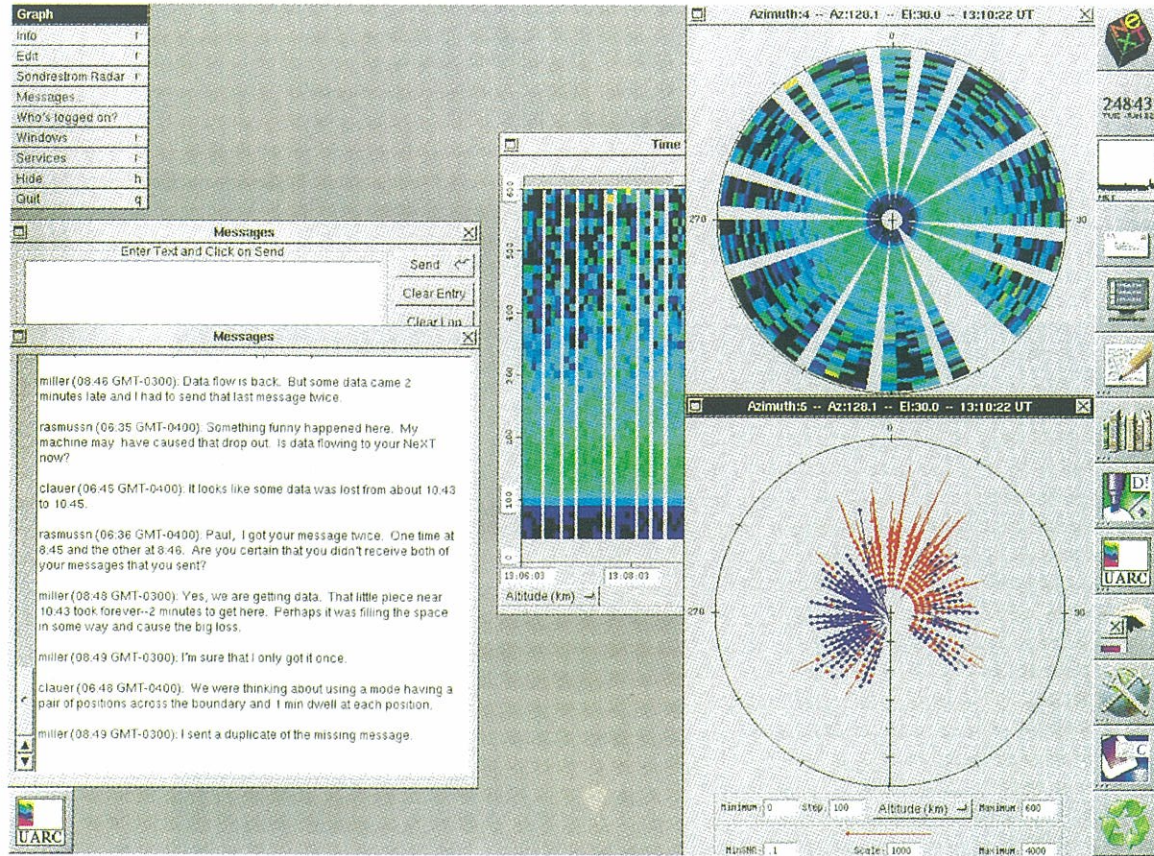 Graph
Info r
Edit r
Sondrestrom Radar r
Messages...
Who's logged on?
Windows r
Services r
Hide h
Quit q
Messages
Enter Text and Click on Send
Send
Clear Entry
Clear Log
Messages
miller (08:46 GMT-0300): Data flow is back. But some data came 2
minutes late and I had to send that last message twice.
rasmussn (06:35 GMT-0400): Something funny happened here. My
machine may have caused that drop out. Is data flowing to your NeXT
now?
clauer (06:45 GMT-0400): It looks like some data was lost from about 10:43
to 10:45.
rasmussn (06:36 GMT-0400): Paul, I got your message twice. One time at
8:45 and the other at 8:46. Are you certain that you didn't receive both of
your messages that you sent?
miller (08:48 GMT-0300): Yes, we are getting data. That little piece near
10:43 took forever--2 minutes to get here. Perhaps it was filling the space
in some way and cause the big loss.
miller (08:49 GMT-0300): I'm sure that I only got it once.
clauer (06:48 GMT-0400): We were thinking about using a mode having a
pair of positions across the boundary and 1 min dwell at each position.
miller (08:49 GMT-0300): I sent a duplicate of the missing message.
UARC
Time
13:06:03 13:08:03
Altitude (km)
Azimuth:4 -- Az:128.1 -- El:30.0 -- 13:10:22 UT
0
270 90
Azimuth:5 -- Az:128.1 -- El:30.0 -- 13:10:22 UT
0
270 90
Minimum: 0 Step: 100 Altitude (km) Maximum: 600
MinSNR: .1 Scale: 1000 Maximum: 4000
NeXT
2:48:43
D!
UARC
C